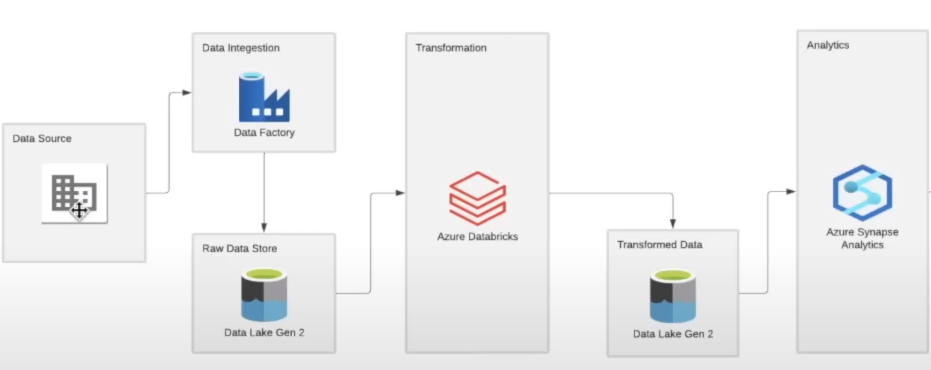 Data Source
Data Integestion
Data Factory
Raw Data Store
Data Lake Gen 2
Transformation
Azure Databricks
Transformed Data
Data Lake Gen 2
Analytics
Azure Synapse
Analytics